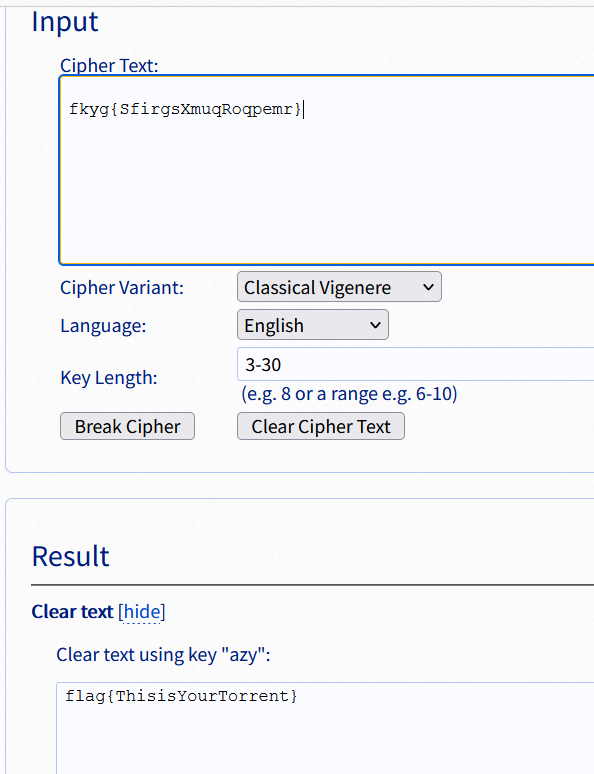 Input
Cipher Text:
fkyg{SfirgsXmuqRoqpemr}
Cipher Variant:
Classical Vigenere
Language:
English
Key Length:
3-30
(e.g. 8 or a range e.g. 6-10)
Break Cipher
Clear Cipher Text
Result
Clear text [hide]
Clear text using key "azy":
flag{ThisisYourTorrent}